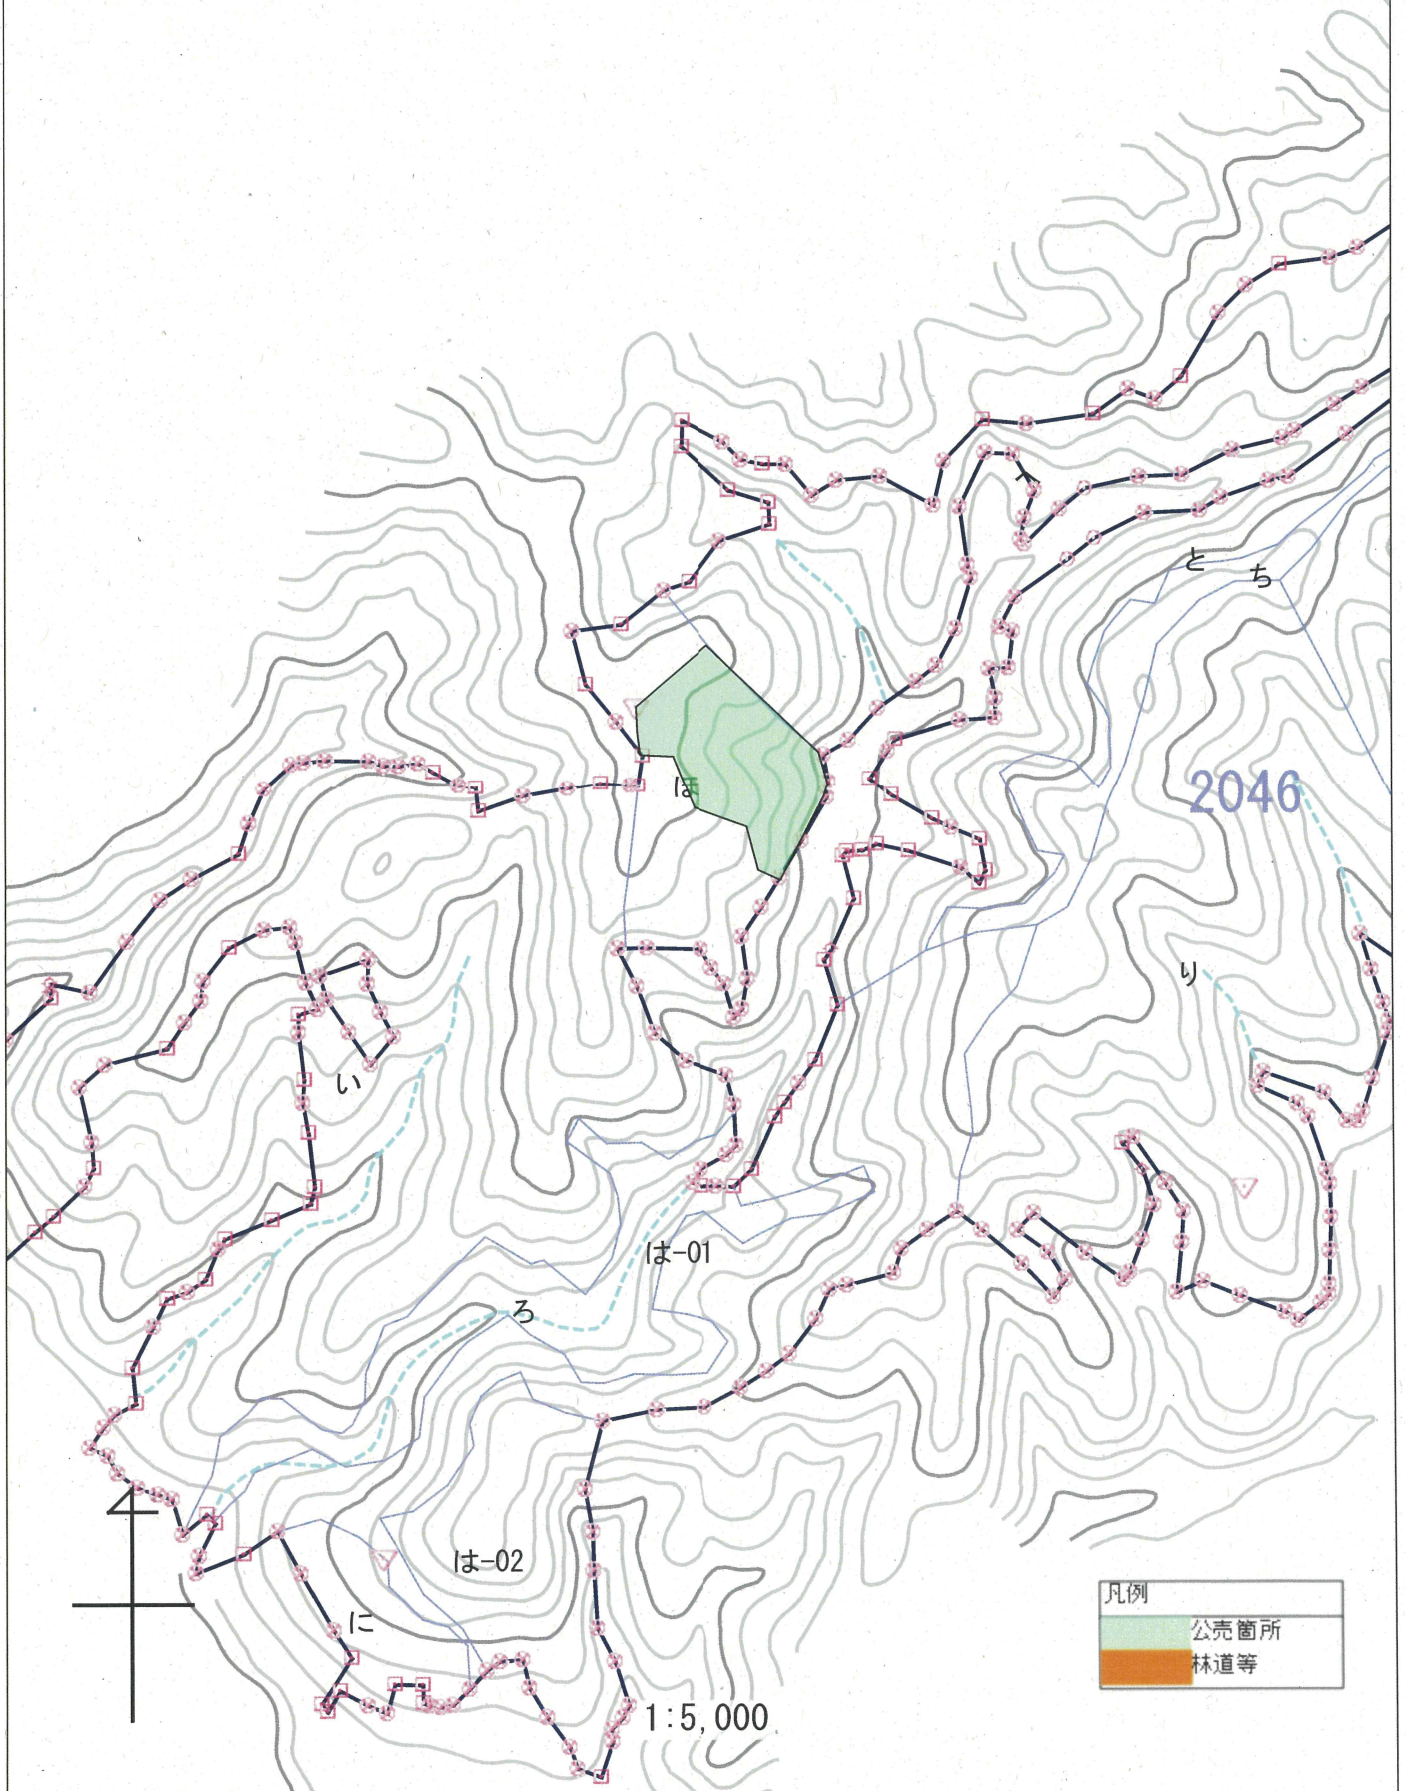 へ
と
ち
2046
ほ
り
い
は-01
ろ
は-02
に
凡例
公売箇所
林道等
1:5,000